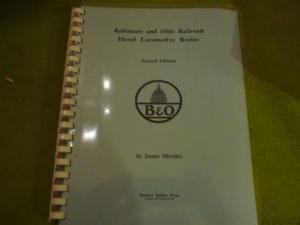 Baltimore and Ohio Railroad
Diesel Locomotive Roster
Second Edition
B&O
by James Mischke